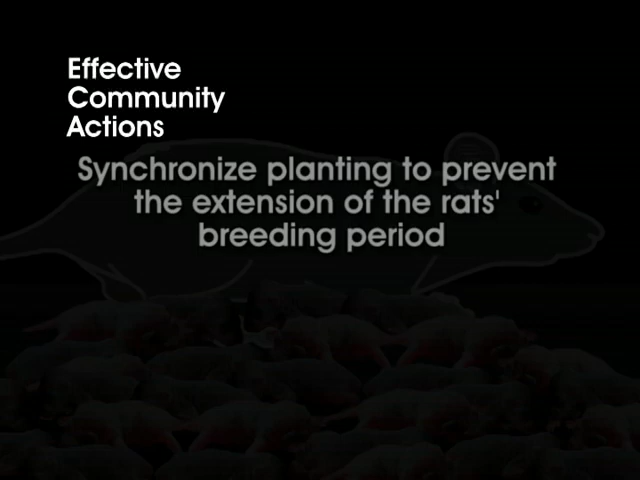 Effective
Community
Actions
Synchronize planting to prevent
the extension of the rats'
breeding period